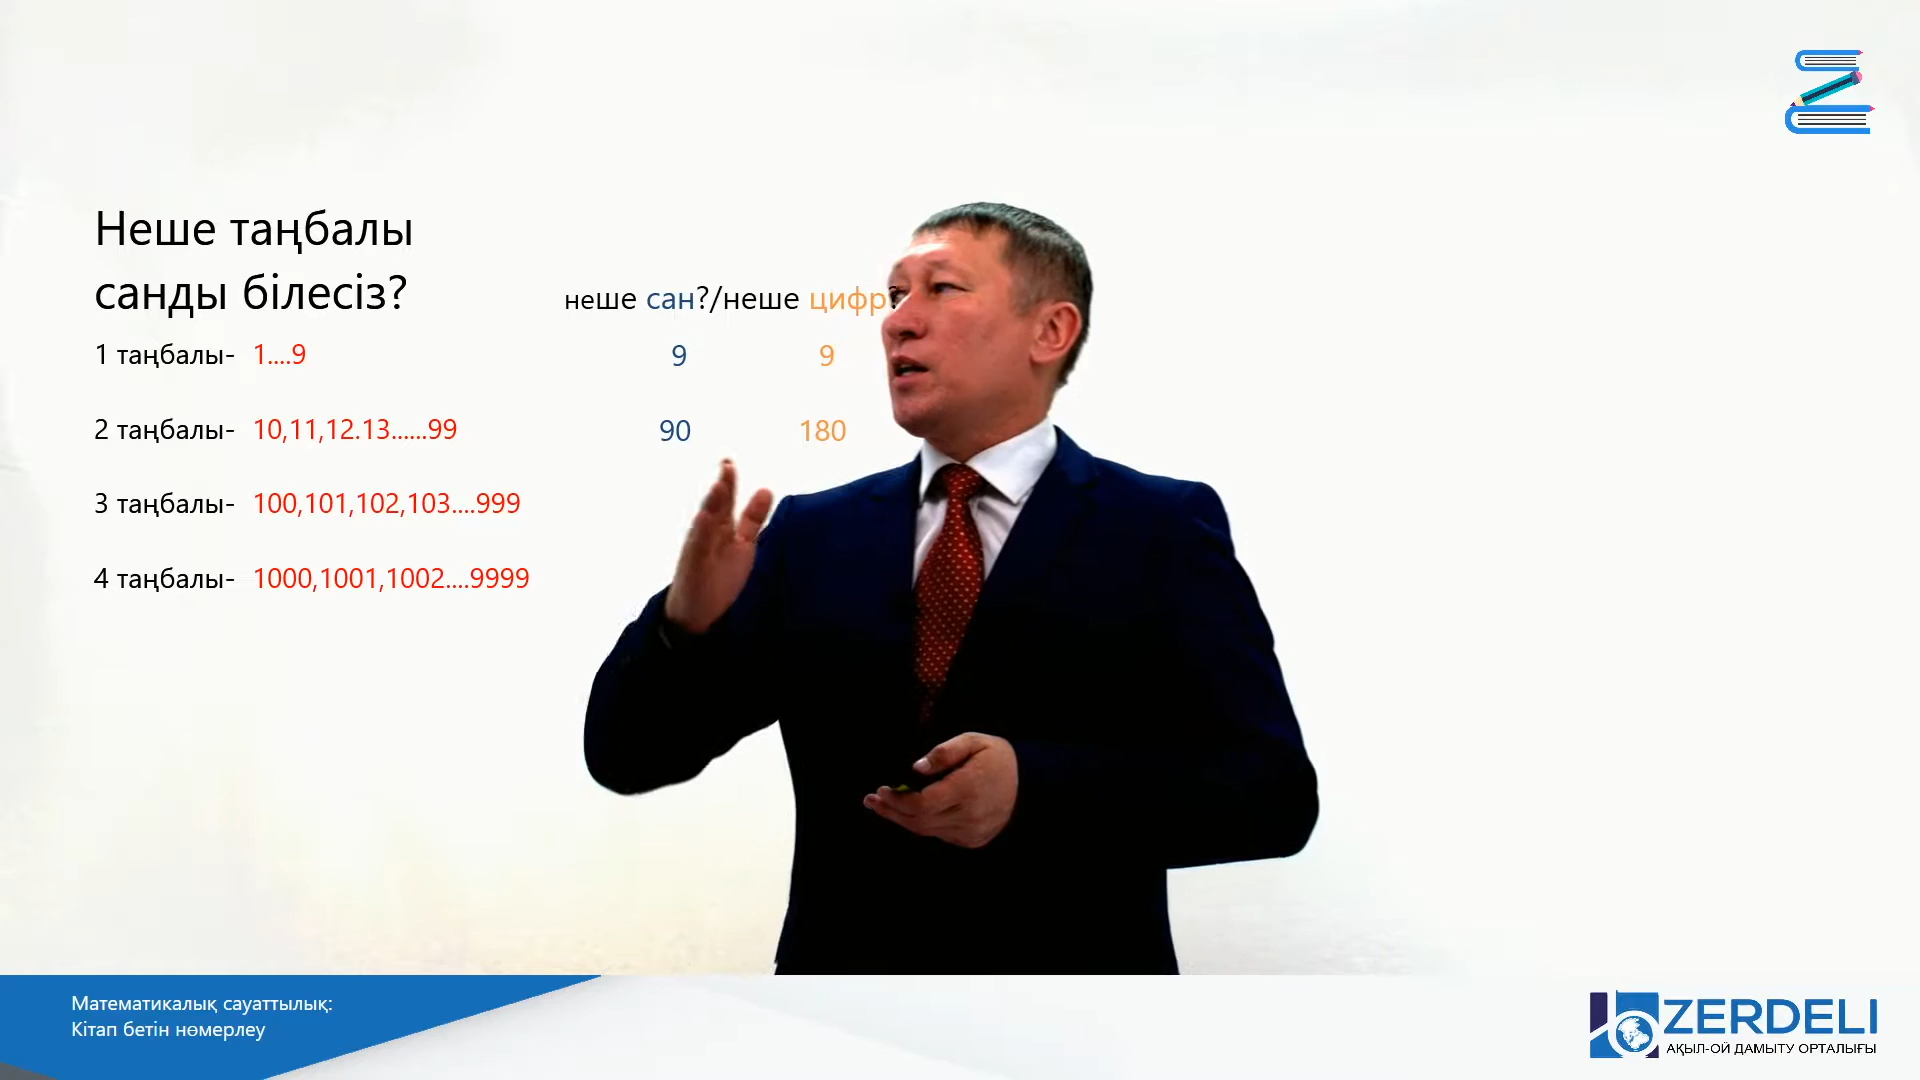 Неше таңбалы
санды білесіз?
неше сан?/неше цифр?
1 таңбалы- 1....9 9 9
2 таңбалы- 10,11,12.13......99 90 180
3 таңбалы- 100,101,102,103....999
4 таңбалы- 1000,1001,1002....9999
Математикалық сауаттылық:
Кітап бетін нөмерлеу
ZERDELI
АҚЫЛ-ОЙ ДАМЫТУ ОРТАЛЫҒЫ